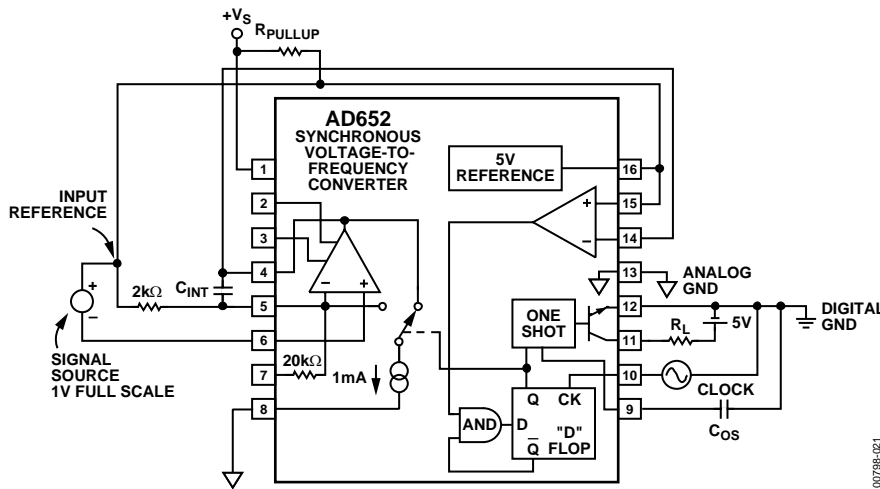 +VS
RPULLUP
AD652
SYNCHRONOUS
VOLTAGE-TO-
FREQUENCY
CONVERTER
5V
REFERENCE
1
2
3
4
5
6
7
8
16
15
14
13
12
11
10
9
INPUT
REFERENCE
2kΩ
CINT
+
–
SIGNAL
SOURCE
1V FULL SCALE
– +
20kΩ
1mA
+
–
ONE
SHOT
AND
Q CK
D "D"
Q̅ FLOP
ANALOG
GND
RL
5V
DIGITAL
GND
CLOCK
COS
00798-021